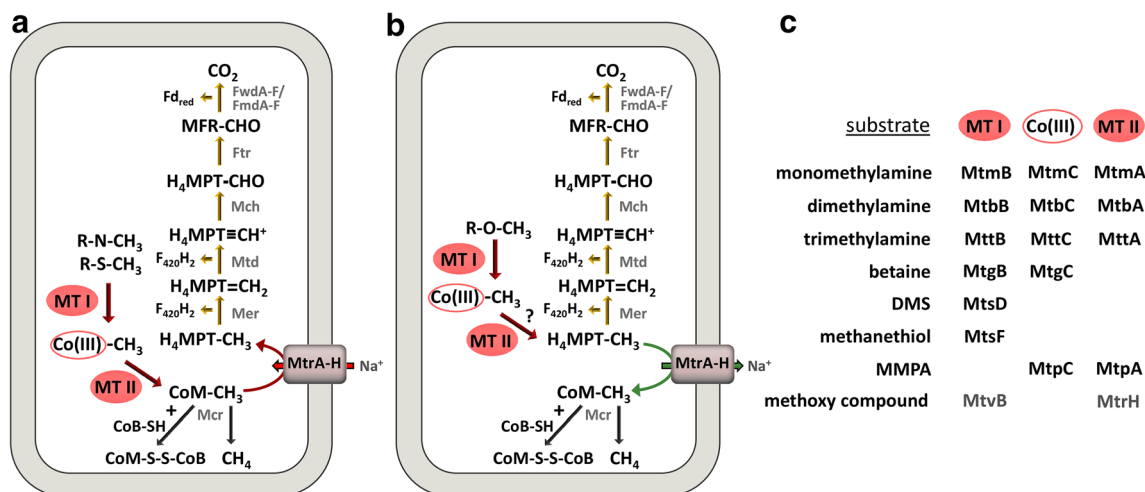 a
CO₂
Fd_red
FwdA-F/
FmdA-F
MFR-CHO
Ftr
H₄MPT-CHO
Mch
H₄MPT≡CH⁺
R-N-CH₃
F₄₂₀H₂
Mtd
R-S-CH₃
H₄MPT=CH₂
MT I
F₄₂₀H₂
Mer
Co(III)-CH₃
H₄MPT-CH₃
MtrA-H
Na⁺
MT II
CoM-CH₃
+
Mcr
CoB-SH
CoM-S-S-CoB
CH₄
b
CO₂
Fd_red
FwdA-F/
FmdA-F
MFR-CHO
Ftr
H₄MPT-CHO
Mch
R-O-CH₃
H₄MPT≡CH⁺
MT I
F₄₂₀H₂
Mtd
Co(III)-CH₃
H₄MPT=CH₂
?
F₄₂₀H₂
Mer
MT II
H₄MPT-CH₃
MtrA-H
Na⁺
CoM-CH₃
+
Mcr
CoB-SH
CoM-S-S-CoB
CH₄
c
substrate MT I Co(III) MT II
monomethylamine MtmB MtmC MtmA
dimethylamine MtbB MtbC MtbA
trimethylamine MttB MttC MttA
betaine MtgB MtgC
DMS MtsD
methanethiol MtsF
MMPA MtpC MtpA
methoxy compound MtvB MtrH